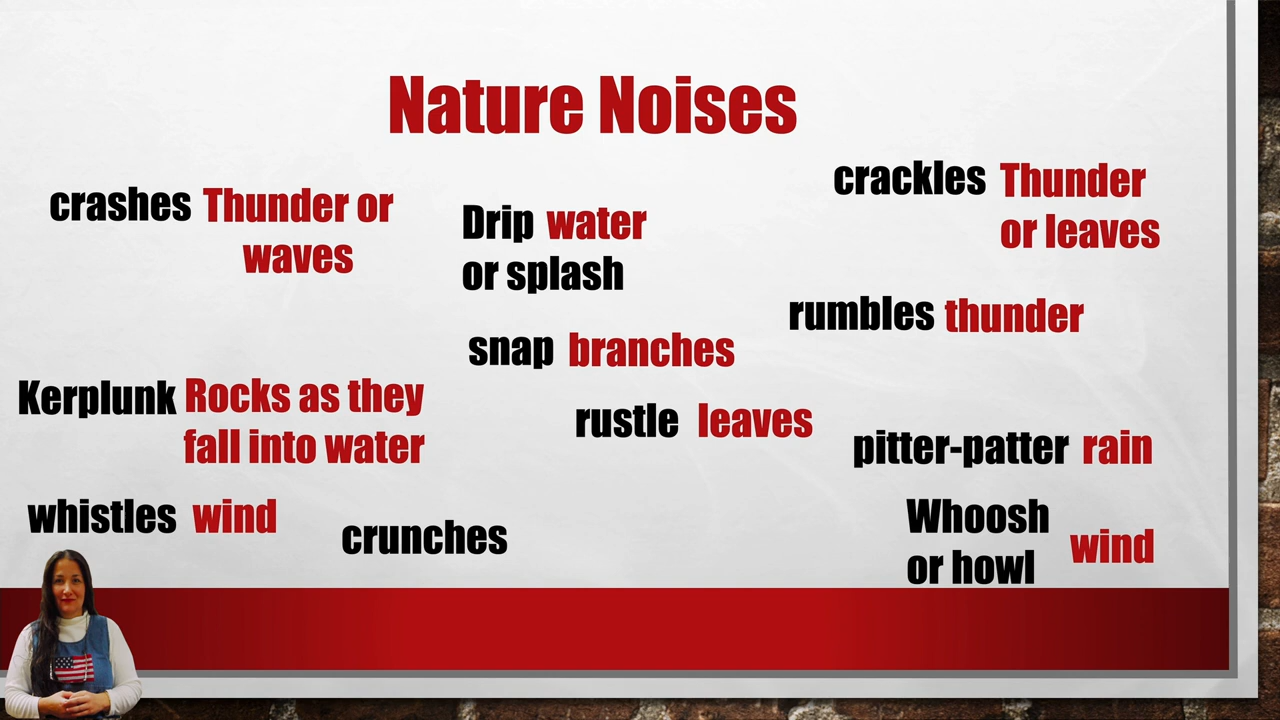 Nature Noises
crashes Thunder or
waves
Drip water
or splash
crackles Thunder
or leaves
rumbles thunder
snap branches
Kerplunk Rocks as they
fall into water
rustle leaves
pitter-patter rain
whistles wind
crunches
Whoosh
or howl wind